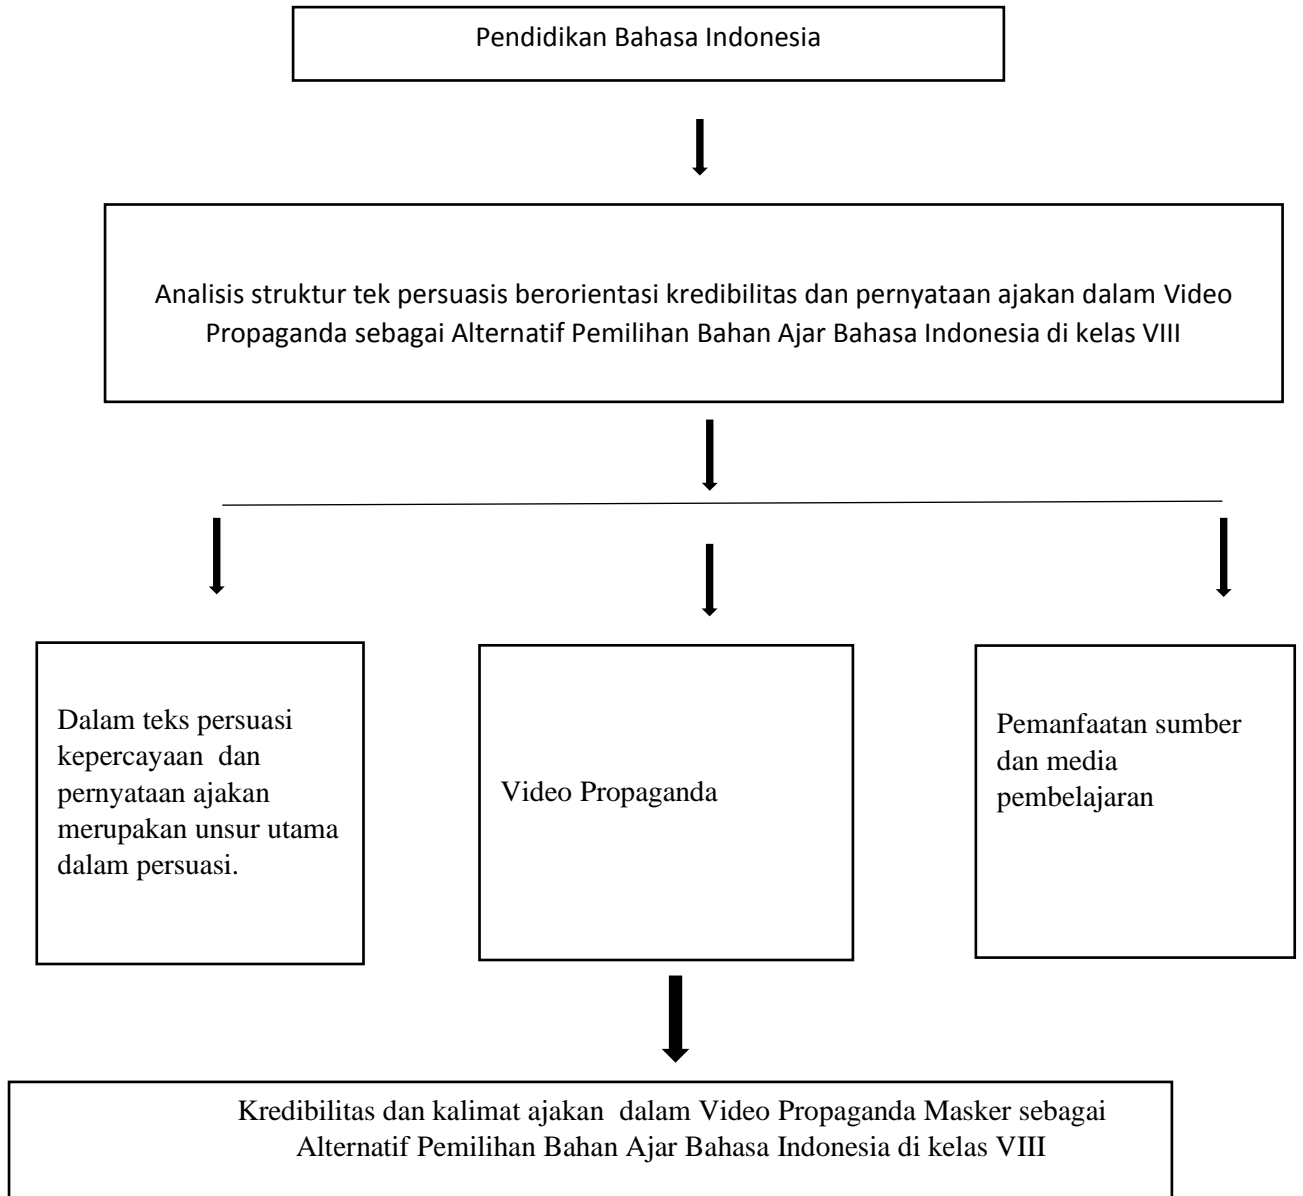 Pendidikan Bahasa Indonesia
Analisis struktur tek persuasis berorientasi kredibilitas dan pernyataan ajakan dalam Video
Propaganda sebagai Alternatif Pemilihan Bahan Ajar Bahasa Indonesia di kelas VIII
Dalam teks persuasi
kepercayaan  dan
pernyataan ajakan
merupakan unsur utama
dalam persuasi.
Video Propaganda
Pemanfaatan sumber
dan media
pembelajaran
Kredibilitas dan kalimat ajakan  dalam Video Propaganda Masker sebagai
Alternatif Pemilihan Bahan Ajar Bahasa Indonesia di kelas VIII